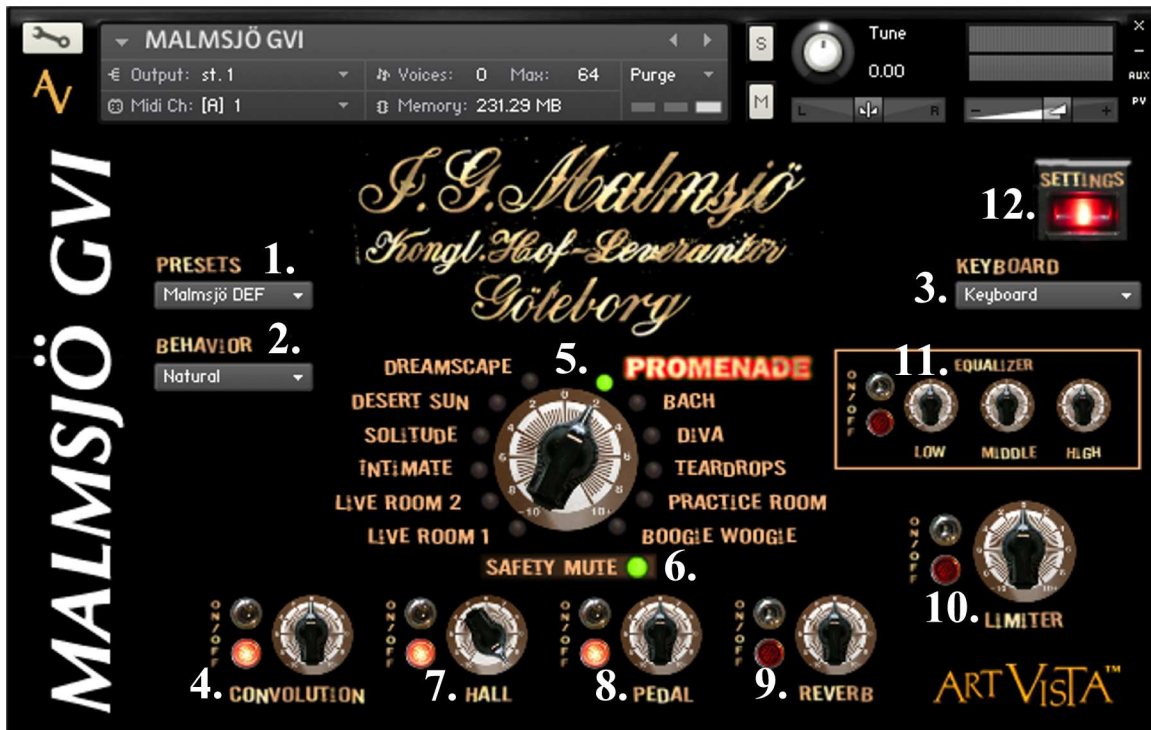 MALMSJÖ GVI
S
Tune
0.00
Output: st. 1
Voices: 0 Max: 64
Purge
Midi Ch: [A] 1
Memory: 231.29 MB
M
L
R
-
+
×
-
AUX
PV
AV
MALMSJÖ GVI
J.G. Malmsjö
Kongl. Hof-Leverantör
Göteborg
SETTINGS
12.
PRESETS 1.
Malmsjö DEF
BEHAVIOR 2.
Natural
KEYBOARD
3. Keyboard
5.
DREAMSCAPE
PROMENADE
DESERT SUN
BACH
SOLITUDE
DIVA
INTIMATE
TEARDROPS
LIVE ROOM 2
PRACTICE ROOM
LIVE ROOM 1
BOOGIE WOOGIE
SAFETY MUTE 6.
11. EQUALIZER
ON/OFF
LOW MIDDLE HIGH
ON/OFF
10. LIMITER
ON/OFF
4. CONVOLUTION
ON/OFF
7. HALL
ON/OFF
8. PEDAL
ON/OFF
9. REVERB
ART VISTA™